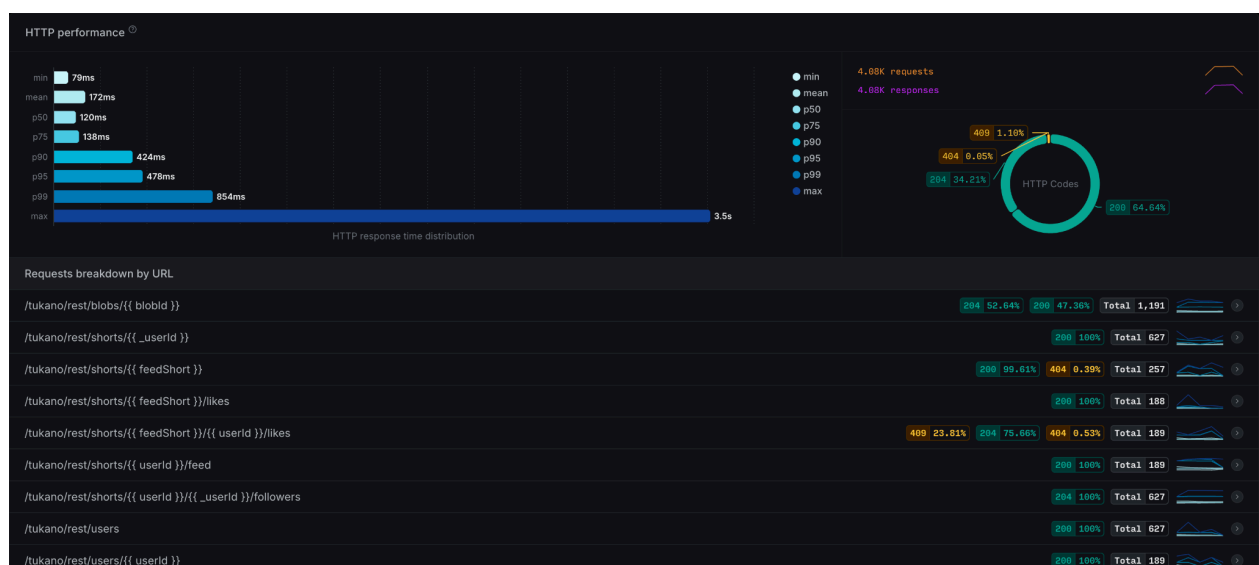 HTTP performance
min 79ms
mean 172ms
p50 120ms
p75 138ms
p90 424ms
p95 478ms
p99 854ms
max 3.5s
HTTP response time distribution
min
mean
p50
p75
p90
p95
p99
max
4.08K requests
4.08K responses
409 1.10%
404 0.05%
204 34.21%
HTTP Codes
200 64.64%
Requests breakdown by URL
/tukano/rest/blobs/{{ blobId }} 204 52.64% 200 47.36% Total 1,191
/tukano/rest/shorts/{{ _userId }} 200 100% Total 627
/tukano/rest/shorts/{{ feedShort }} 200 99.61% 404 0.39% Total 257
/tukano/rest/shorts/{{ feedShort }}/likes 200 100% Total 188
/tukano/rest/shorts/{{ feedShort }}/{{ userId }}/likes 409 23.81% 204 75.66% 404 0.53% Total 189
/tukano/rest/shorts/{{ userId }}/feed 200 100% Total 189
/tukano/rest/shorts/{{ userId }}/{{ _userId }}/followers 204 100% Total 627
/tukano/rest/users 200 100% Total 627
/tukano/rest/users/{{ userId }} 200 100% Total 189